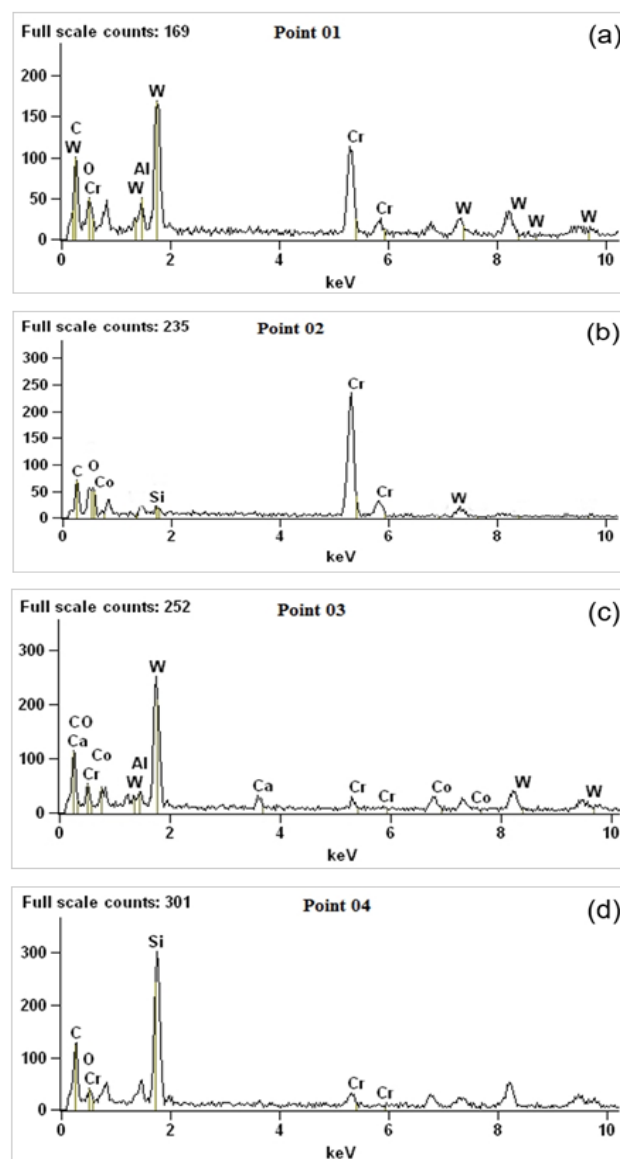 Full scale counts: 169 Point 01 (a)
200
150
100
50
0
C
W
O
Cr
Al
W
W
Cr
Cr
W
W
W
W
0 2 4 6 8 10
keV
Full scale counts: 235 Point 02 (b)
300
250
200
150
100
50
0
C
O
Co
Si
Cr
Cr
W
0 2 4 6 8 10
keV
Full scale counts: 252 Point 03 (c)
300
200
100
0
CO
Ca
Cr
Co
Al
W
W
Ca
Cr
Cr
Co
Co
W
W
0 2 4 6 8 10
keV
Full scale counts: 301 Point 04 (d)
300
200
100
0
C
O
Cr
Si
Cr
Cr
0 2 4 6 8 10
keV